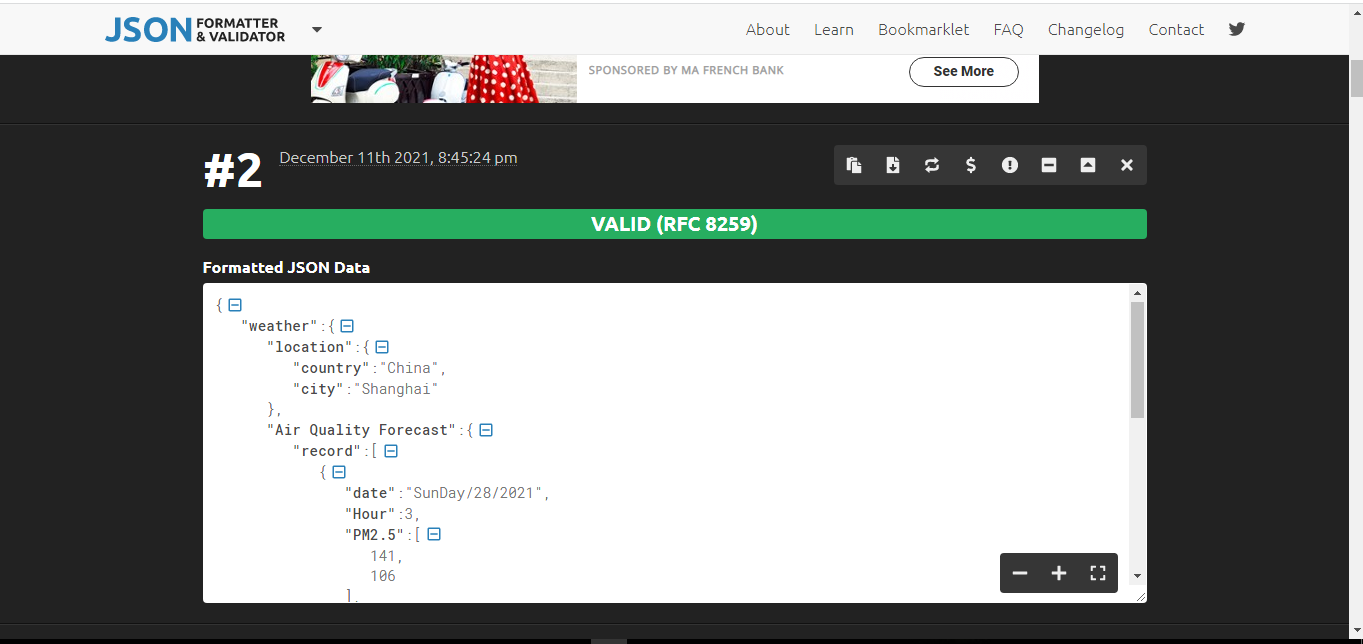 JSON FORMATTER & VALIDATOR
About Learn Bookmarklet FAQ Changelog Contact
SPONSORED BY MA FRENCH BANK
See More
#2 December 11th 2021, 8:45:24 pm
VALID (RFC 8259)
Formatted JSON Data
{
"weather":{
"location":{
"country":"China",
"city":"Shanghai"
},
"Air Quality Forecast":{
"record":[
{
"date":"SunDay/28/2021",
"Hour":3,
"PM2.5":[
141,
106
],